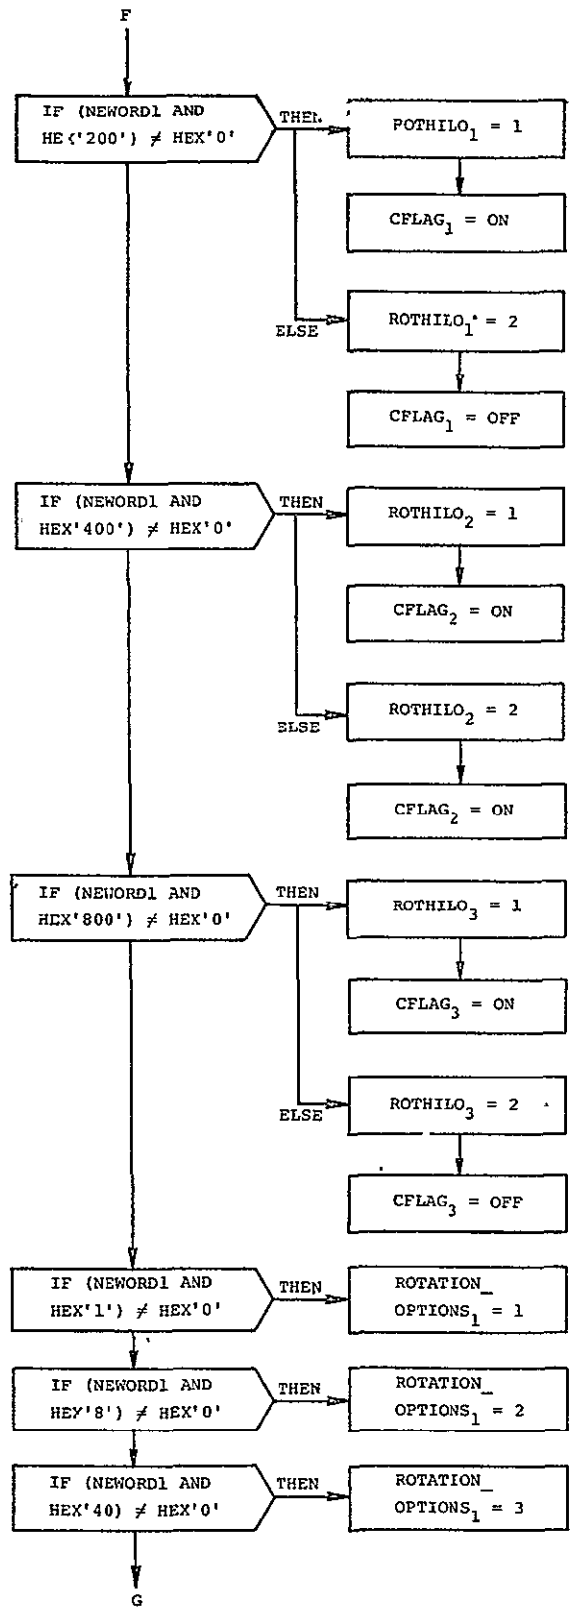 F
IF (NEWORD1 AND
HEX'200') ≠ HEX'0'
THEN
POTHILO₁ = 1
CFLAG₁ = ON
ELSE
ROTHILO₁ = 2
CFLAG₁ = OFF
IF (NEWORD1 AND
HEX'400') ≠ HEX'0'
THEN
ROTHILO₂ = 1
CFLAG₂ = ON
ELSE
ROTHILO₂ = 2
CFLAG₂ = ON
IF (NEWORD1 AND
HEX'800') ≠ HEX'0'
THEN
ROTHILO₃ = 1
CFLAG₃ = ON
ELSE
ROTHILO₃ = 2
CFLAG₃ = OFF
IF (NEWORD1 AND
HEX'1') ≠ HEX'0'
THEN
ROTATION_
OPTIONS₁ = 1
IF (NEWORD1 AND
HEX'8') ≠ HEX'0'
THEN
ROTATION_
OPTIONS₁ = 2
IF (NEWORD1 AND
HEX'40) ≠ HEX'0'
THEN
ROTATION_
OPTIONS₁ = 3
G